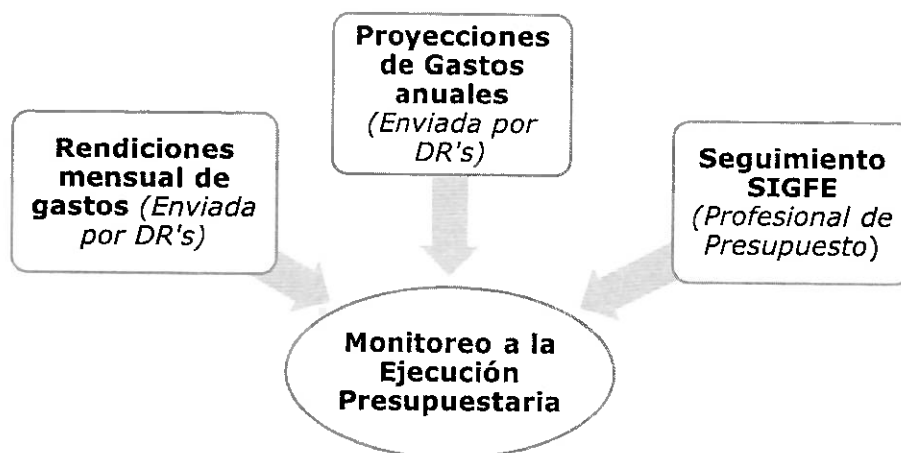 Proyecciones
de Gastos
anuales
(Enviada por
DR's)
Rendiciones
mensual de
gastos (Enviada
por DR's)
Seguimiento
SIGFE
(Profesional de
Presupuesto)
Monitoreo a la
Ejecución
Presupuestaria